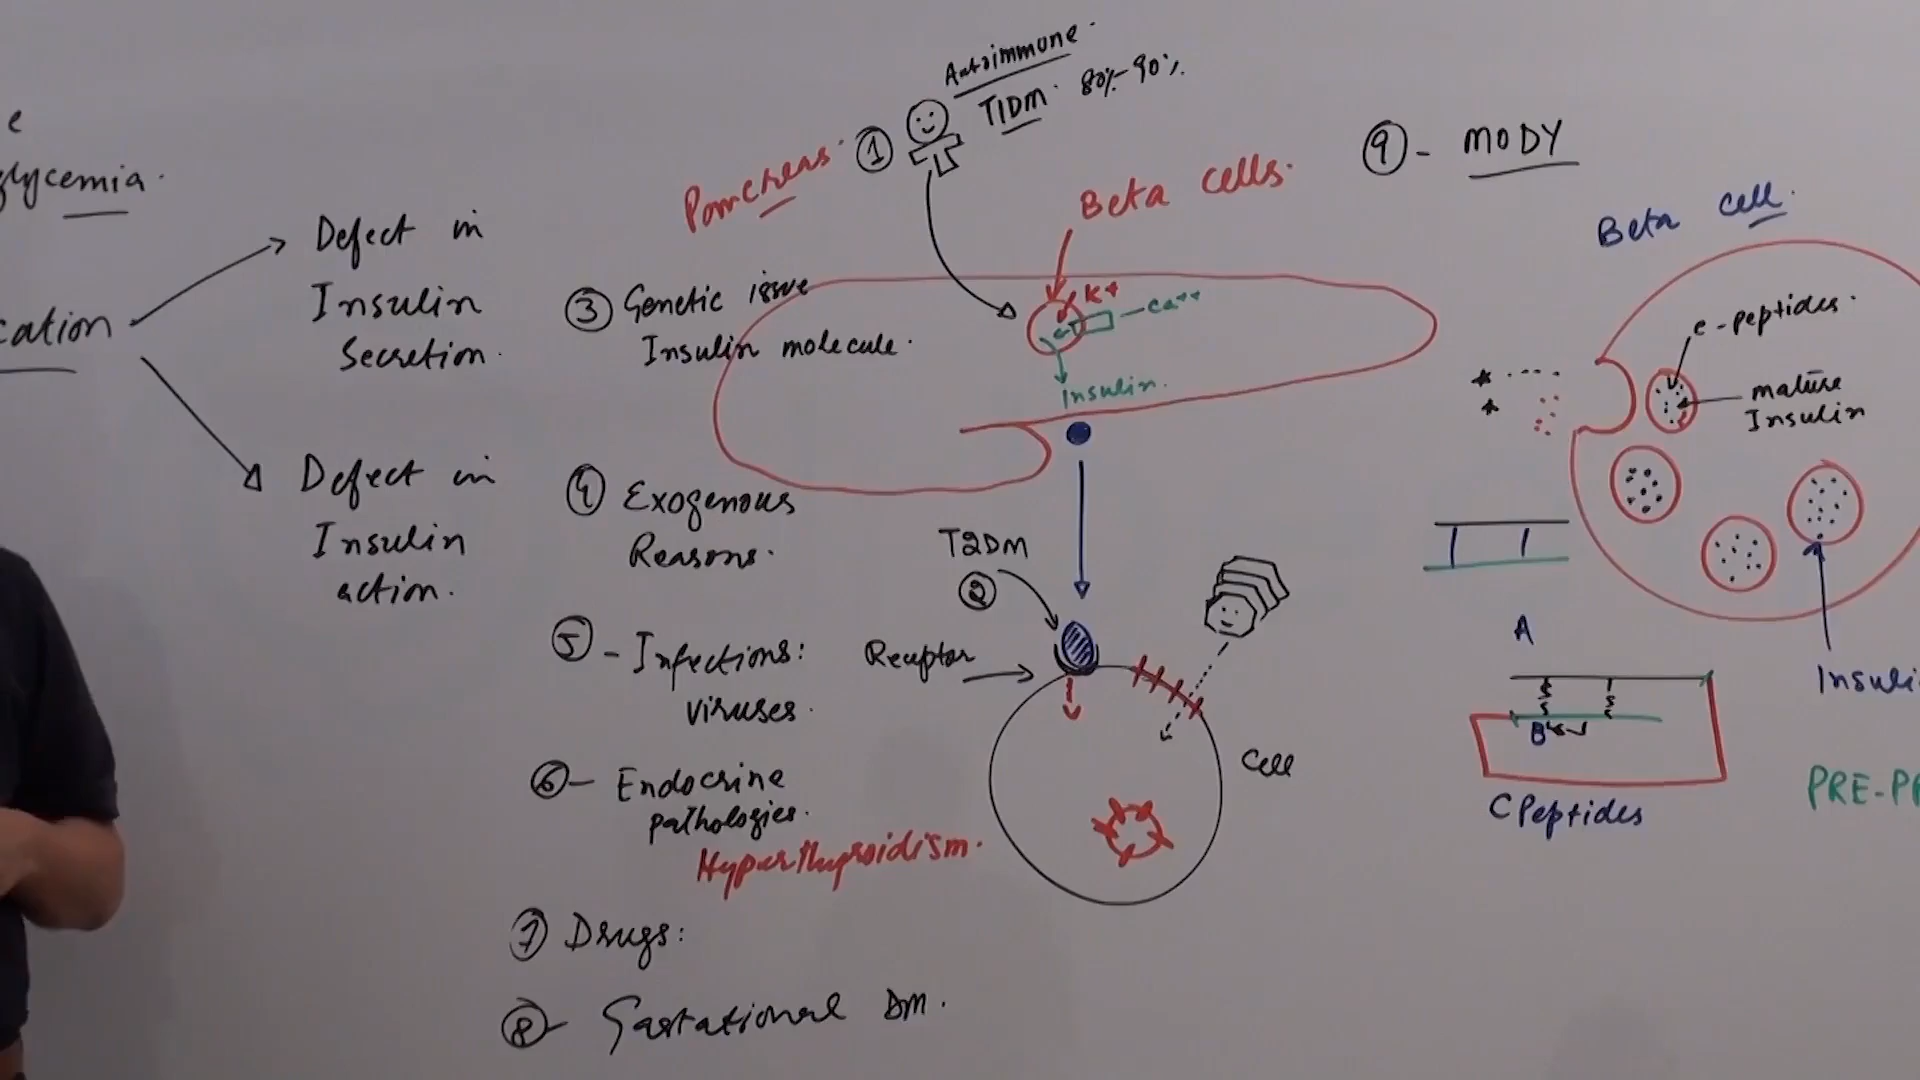 e
glycemia.
cation
Defect in
Insulin
Secretion.
Defect in
Insulin
action.
Autoimmune.
T1DM. 80%-90%.
①
Pancreas.
Beta cells.
K+
Ca++
Insulin.
③ Genetic issue
Insulin molecule.
④ Exogenous
Reasons.
⑤ - Infections:
viruses.
⑥ - Endocrine
pathologies.
Hyperthyroidism.
⑦ Drugs:
⑧ - Gastational DM.
T2DM
②
Receptor
Cell
⑨ - MODY
Beta cell.
c-peptides.
mature
Insulin
A
B
C Peptides
Insuli
PRE-PR